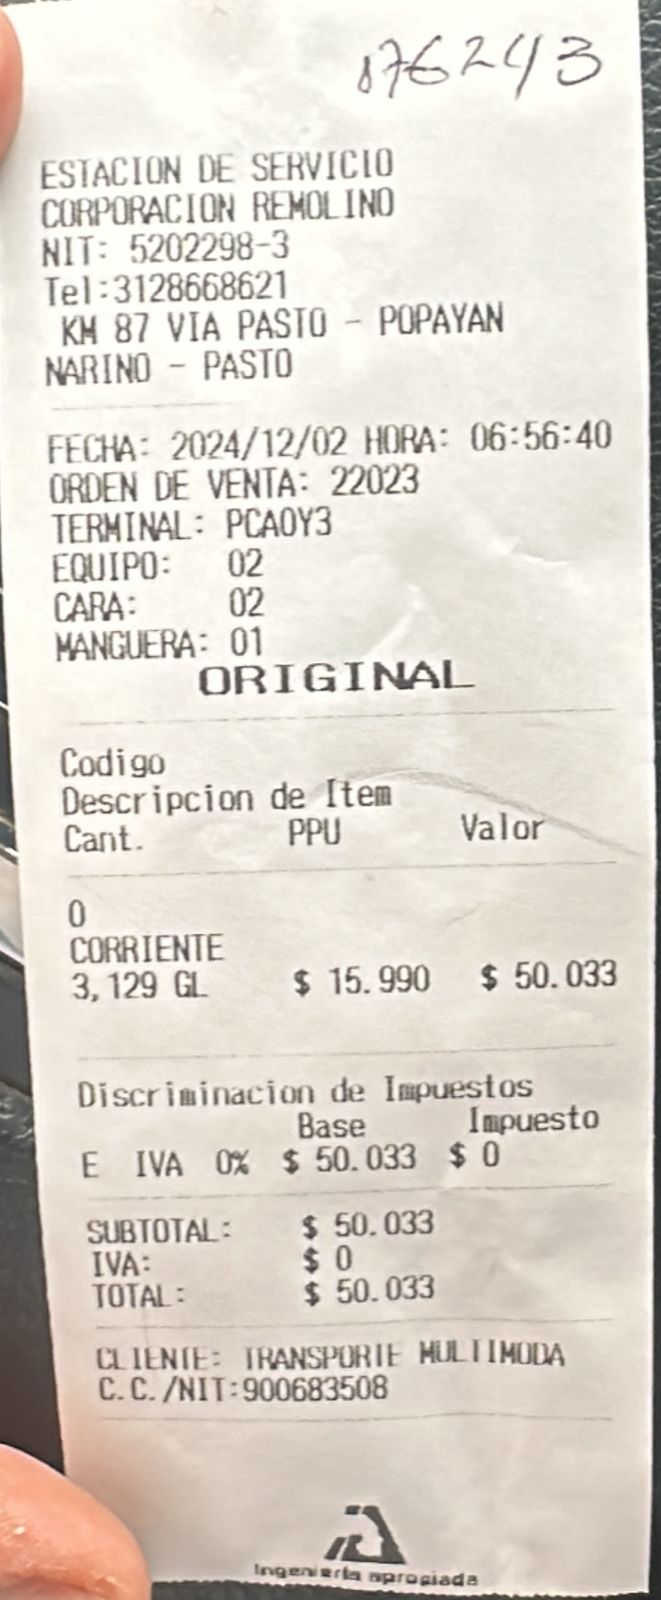 176243
ESTACION DE SERVICIO
CORPORACION REMOLINO
NIT: 5202298-3
Tel:3128668621
KM 87 VIA PASTO - POPAYAN
NARINO - PASTO
FECHA: 2024/12/02 HORA: 06:56:40
ORDEN DE VENTA: 22023
TERMINAL: PCAOY3
EQUIPO: 02
CARA: 02
MANGUERA: 01
ORIGINAL
Codigo
Descripcion de Item
Cant. PPU Valor
0
CORRIENTE
3,129 GL $ 15.990 $ 50.033
Discriminacion de Impuestos
Base Impuesto
E IVA 0% $ 50.033 $ 0
SUBTOTAL: $ 50.033
IVA: $ 0
TOTAL: $ 50.033
CLIENTE: TRANSPORTE MULTIMODA
C.C./NIT:900683508
Ingenieria apropiada